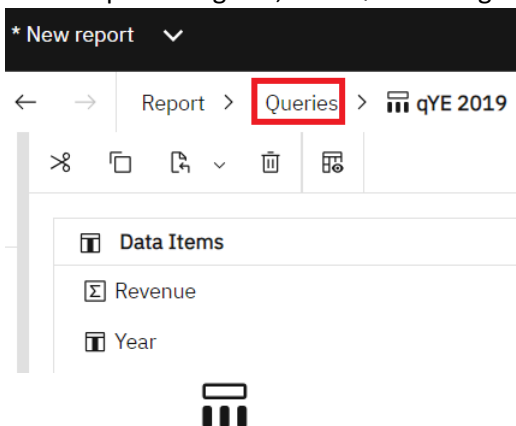 * New report
Report > Queries > qYE 2019
Data Items
Revenue
Year